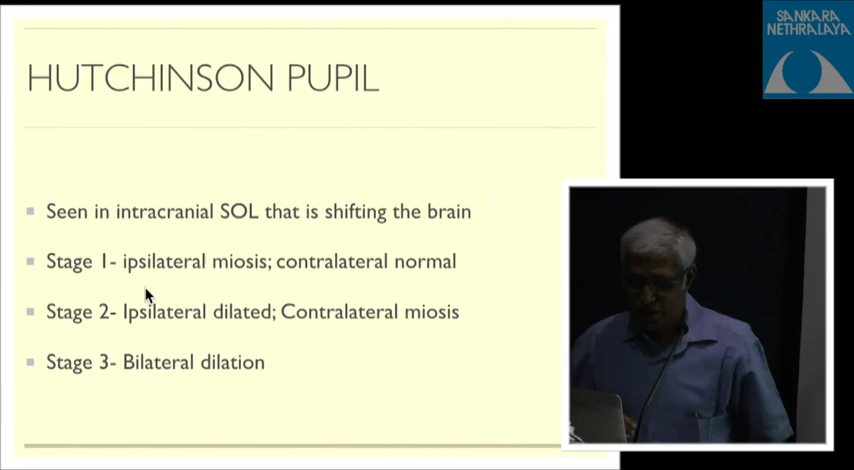 SANKARA
NETHRALAYA
HUTCHINSON PUPIL
Seen in intracranial SOL that is shifting the brain
Stage 1- ipsilateral miosis; contralateral normal
Stage 2- Ipsilateral dilated; Contralateral miosis
Stage 3- Bilateral dilation